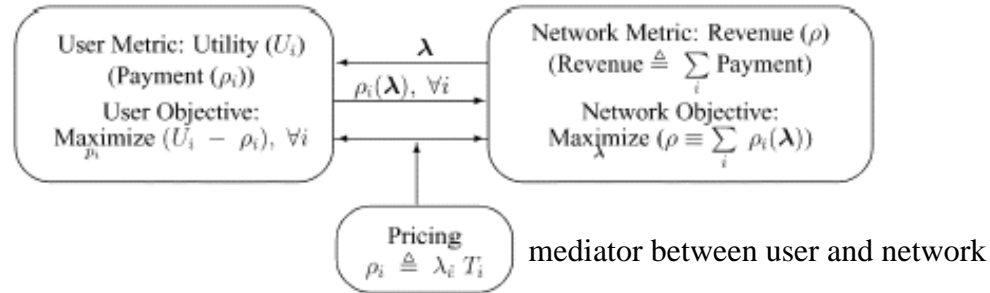 User Metric: Utility (Uᵢ)
(Payment (ρᵢ))
User Objective:
Maximize (Uᵢ − ρᵢ), ∀i
pᵢ
λ
ρᵢ(λ), ∀i
Network Metric: Revenue (ρ)
(Revenue ≜ ∑ Payment)
i
Network Objective:
Maximize (ρ ≡ ∑ ρᵢ(λ))
λ i
Pricing
ρᵢ ≜ λᵢ Tᵢ
mediator between user and network